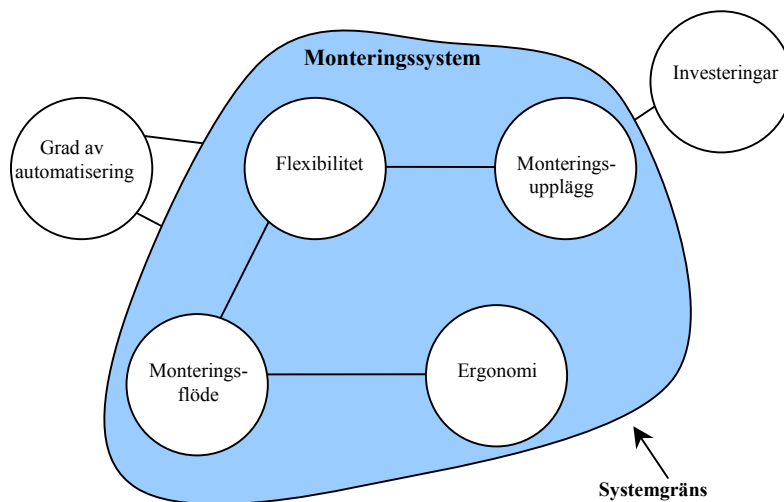 Monteringssystem
Investeringar
Grad av
automatisering
Flexibilitet
Monterings-
upplägg
Monterings-
flöde
Ergonomi
Systemgräns